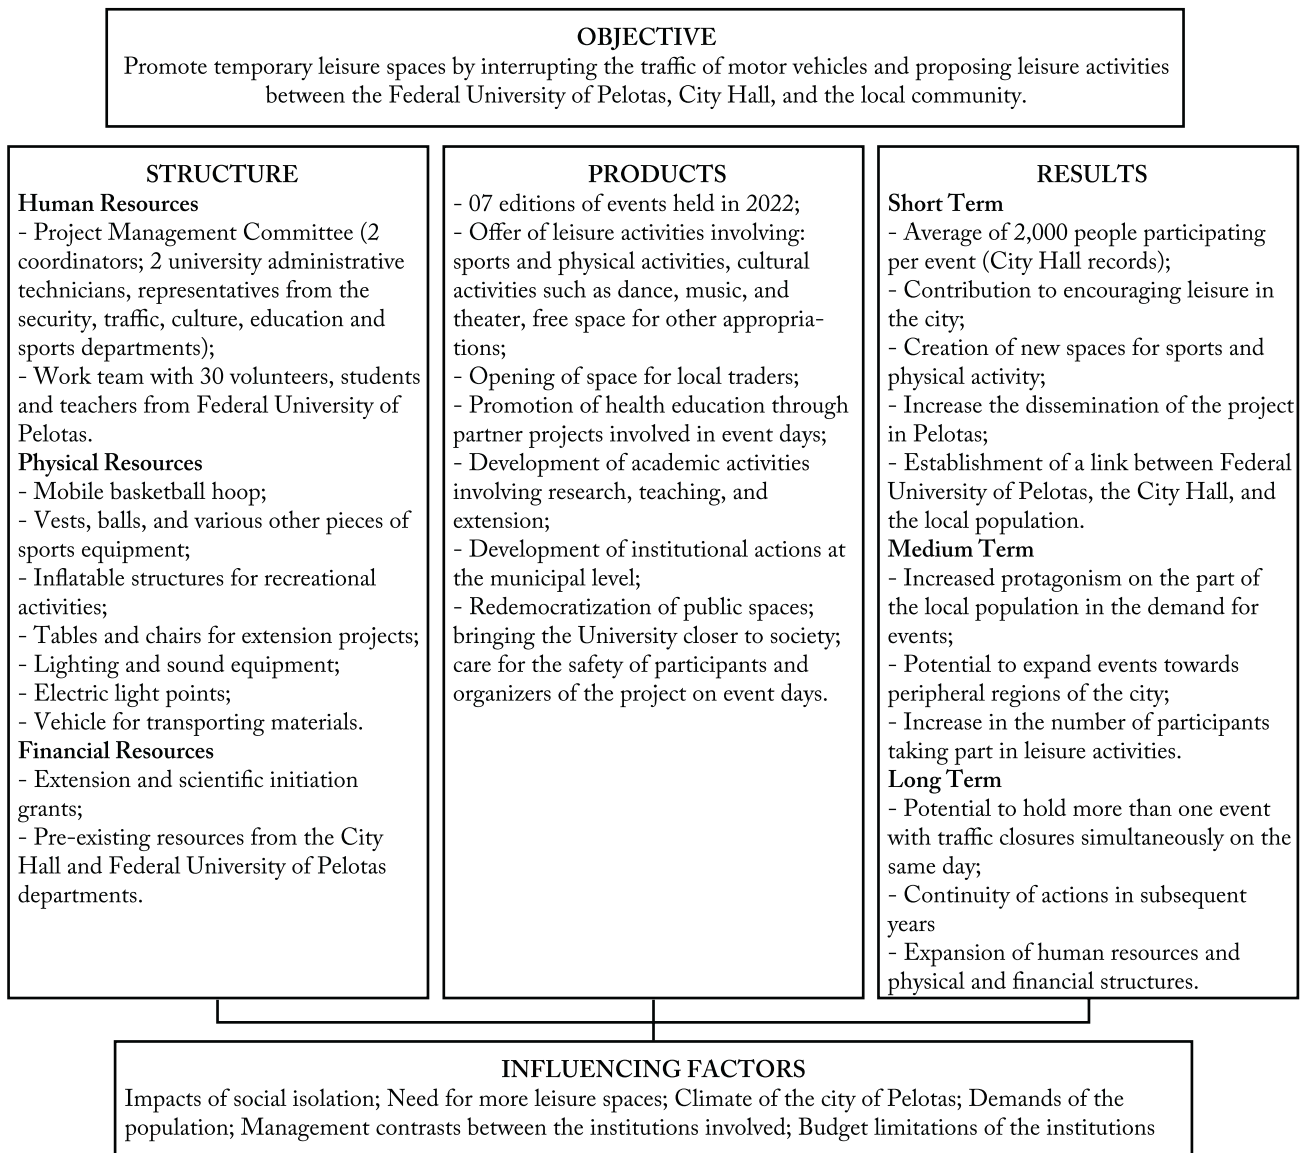 OBJECTIVE
Promote temporary leisure spaces by interrupting the traffic of motor vehicles and proposing leisure activities
between the Federal University of Pelotas, City Hall, and the local community.
STRUCTURE
Human Resources
- Project Management Committee (2
coordinators; 2 university administrative
technicians, representatives from the
security, traffic, culture, education and
sports departments);
- Work team with 30 volunteers, students
and teachers from Federal University of
Pelotas.
Physical Resources
- Mobile basketball hoop;
- Vests, balls, and various other pieces of
sports equipment;
- Inflatable structures for recreational
activities;
- Tables and chairs for extension projects;
- Lighting and sound equipment;
- Electric light points;
- Vehicle for transporting materials.
Financial Resources
- Extension and scientific initiation
grants;
- Pre-existing resources from the City
Hall and Federal University of Pelotas
departments.
PRODUCTS
- 07 editions of events held in 2022;
- Offer of leisure activities involving:
sports and physical activities, cultural
activities such as dance, music, and
theater, free space for other appropria-
tions;
- Opening of space for local traders;
- Promotion of health education through
partner projects involved in event days;
- Development of academic activities
involving research, teaching, and
extension;
- Development of institutional actions at
the municipal level;
- Redemocratization of public spaces;
bringing the University closer to society;
care for the safety of participants and
organizers of the project on event days.
RESULTS
Short Term
- Average of 2,000 people participating
per event (City Hall records);
- Contribution to encouraging leisure in
the city;
- Creation of new spaces for sports and
physical activity;
- Increase the dissemination of the project
in Pelotas;
- Establishment of a link between Federal
University of Pelotas, the City Hall, and
the local population.
Medium Term
- Increased protagonism on the part of
the local population in the demand for
events;
- Potential to expand events towards
peripheral regions of the city;
- Increase in the number of participants
taking part in leisure activities.
Long Term
- Potential to hold more than one event
with traffic closures simultaneously on the
same day;
- Continuity of actions in subsequent
years
- Expansion of human resources and
physical and financial structures.
INFLUENCING FACTORS
Impacts of social isolation; Need for more leisure spaces; Climate of the city of Pelotas; Demands of the
population; Management contrasts between the institutions involved; Budget limitations of the institutions